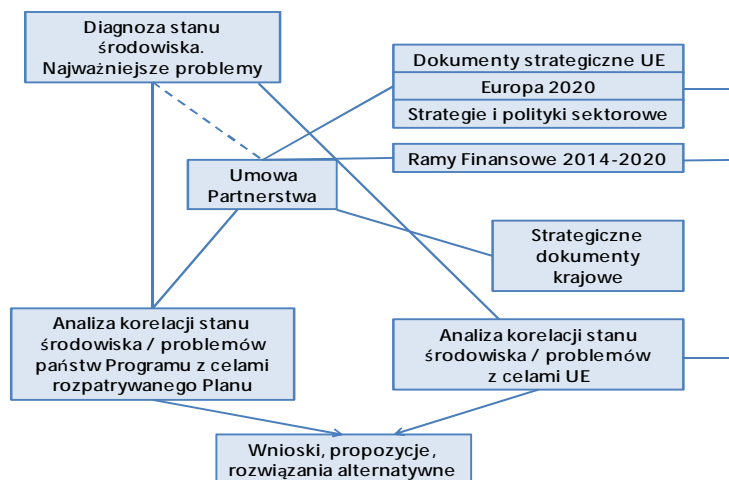 Diagnoza stanu
środowiska.
Najważniejsze problemy
Dokumenty strategiczne UE
Europa 2020
Strategie i polityki sektorowe
Umowa
Partnerstwa
Ramy Finansowe 2014-2020
Strategiczne
dokumenty
krajowe
Analiza korelacji stanu
środowiska / problemów
państw Programu z celami
rozpatrywanego Planu
Analiza korelacji stanu
środowiska / problemów
z celami UE
Wnioski, propozycje,
rozwiązania alternatywne